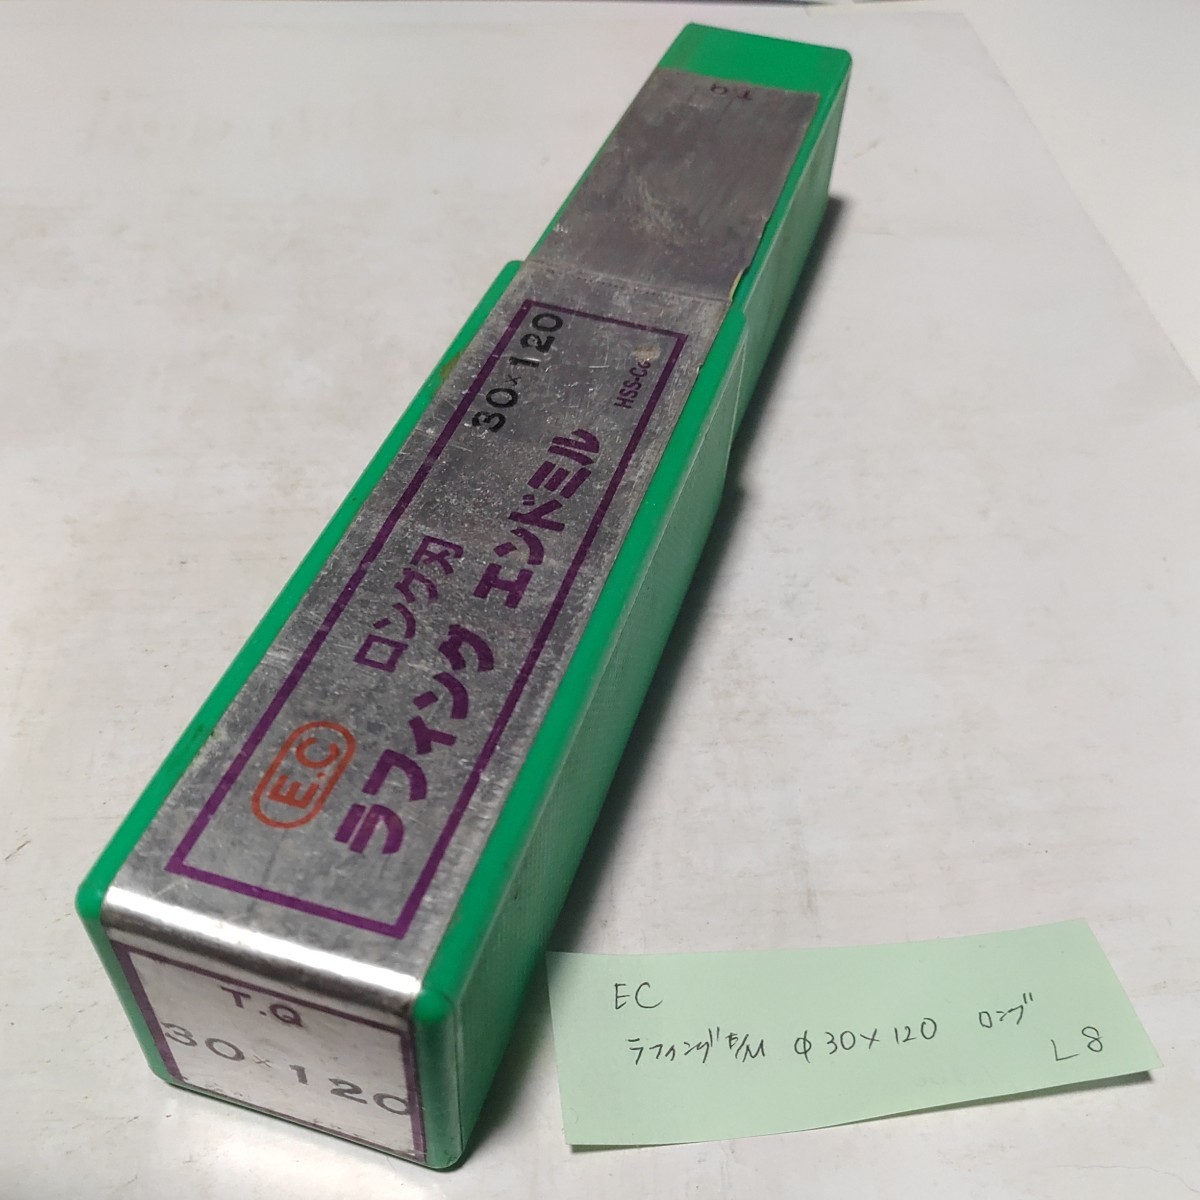 T.Q
30×120
HSS-Co
ロング刃
E.C
ラフィング エンドミル
T.Q
30×120
EC
ラフィングE/M φ30×120 ロング
L8